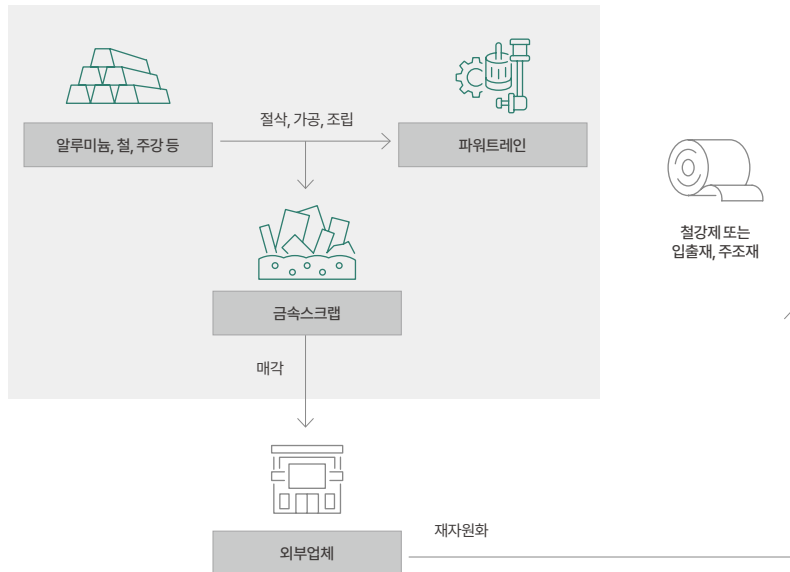 절삭, 가공, 조립
알루미늄, 철, 주강 등
파워트레인
철강제 또는
입출재, 주조재
금속스크랩
매각
재자원화
외부업체